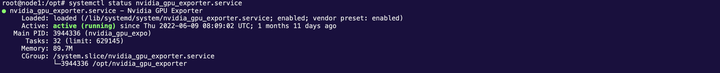 root@node1:/opt# systemctl status nvidia_gpu_exporter.service
● nvidia_gpu_exporter.service - Nvidia GPU Exporter
Loaded: loaded (/lib/systemd/system/nvidia_gpu_exporter.service; enabled; vendor preset: enabled)
Active: active (running) since Thu 2022-06-09 08:09:02 UTC; 1 months 11 days ago
Main PID: 3944336 (nvidia_gpu_expo)
Tasks: 32 (limit: 629145)
Memory: 89.7M
CGroup: /system.slice/nvidia_gpu_exporter.service
└─3944336 /opt/nvidia_gpu_exporter